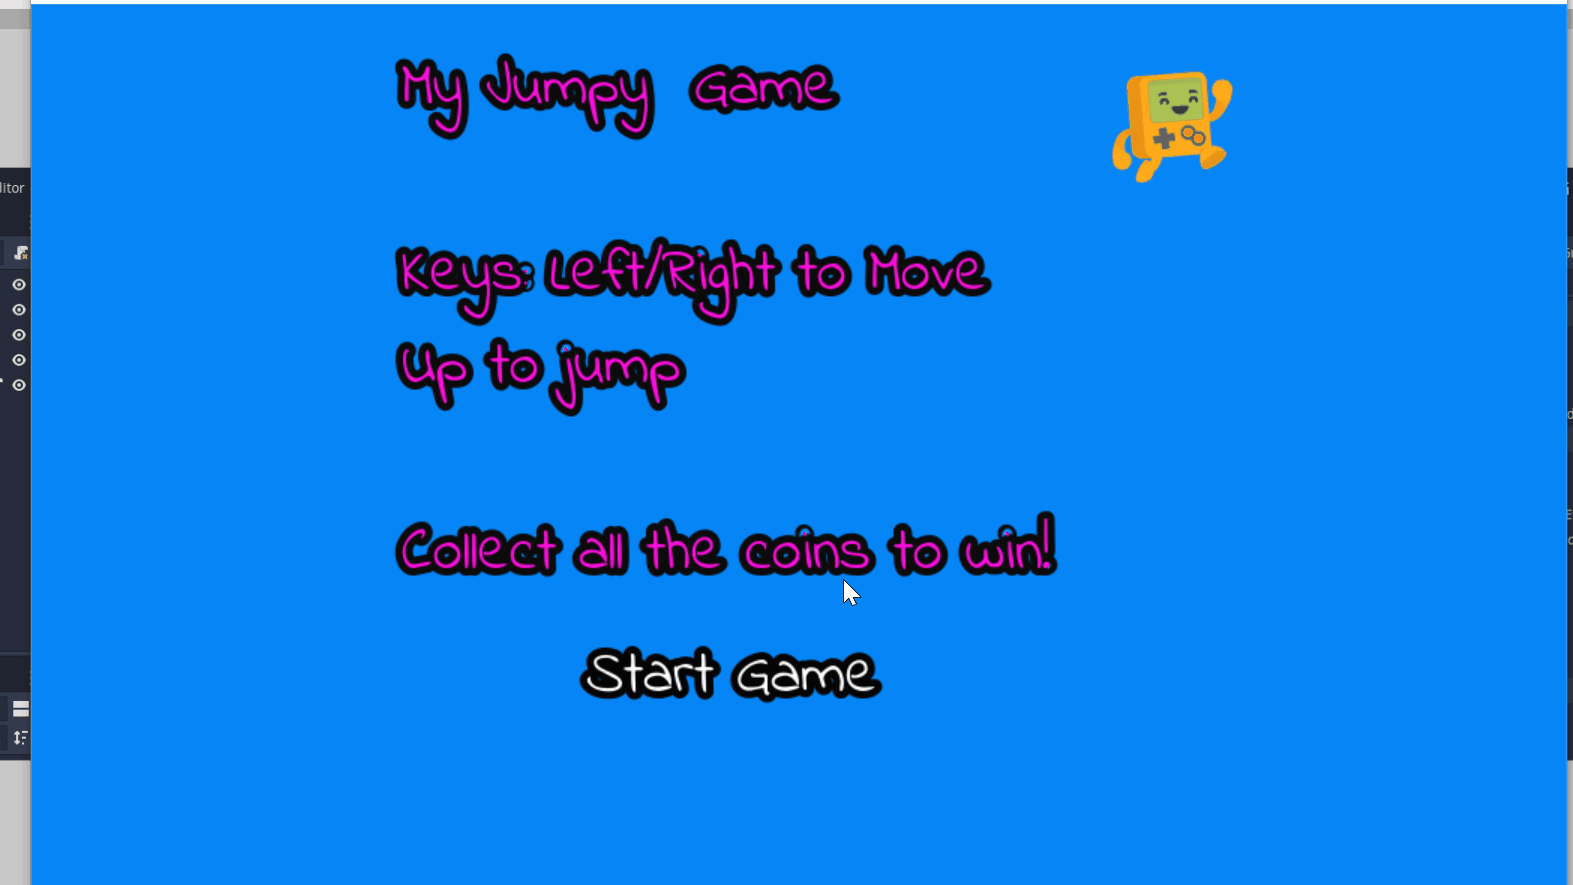 My Jumpy Game
Keys: Left/Right to Move
Up to jump
Collect all the coins to win!
Start Game